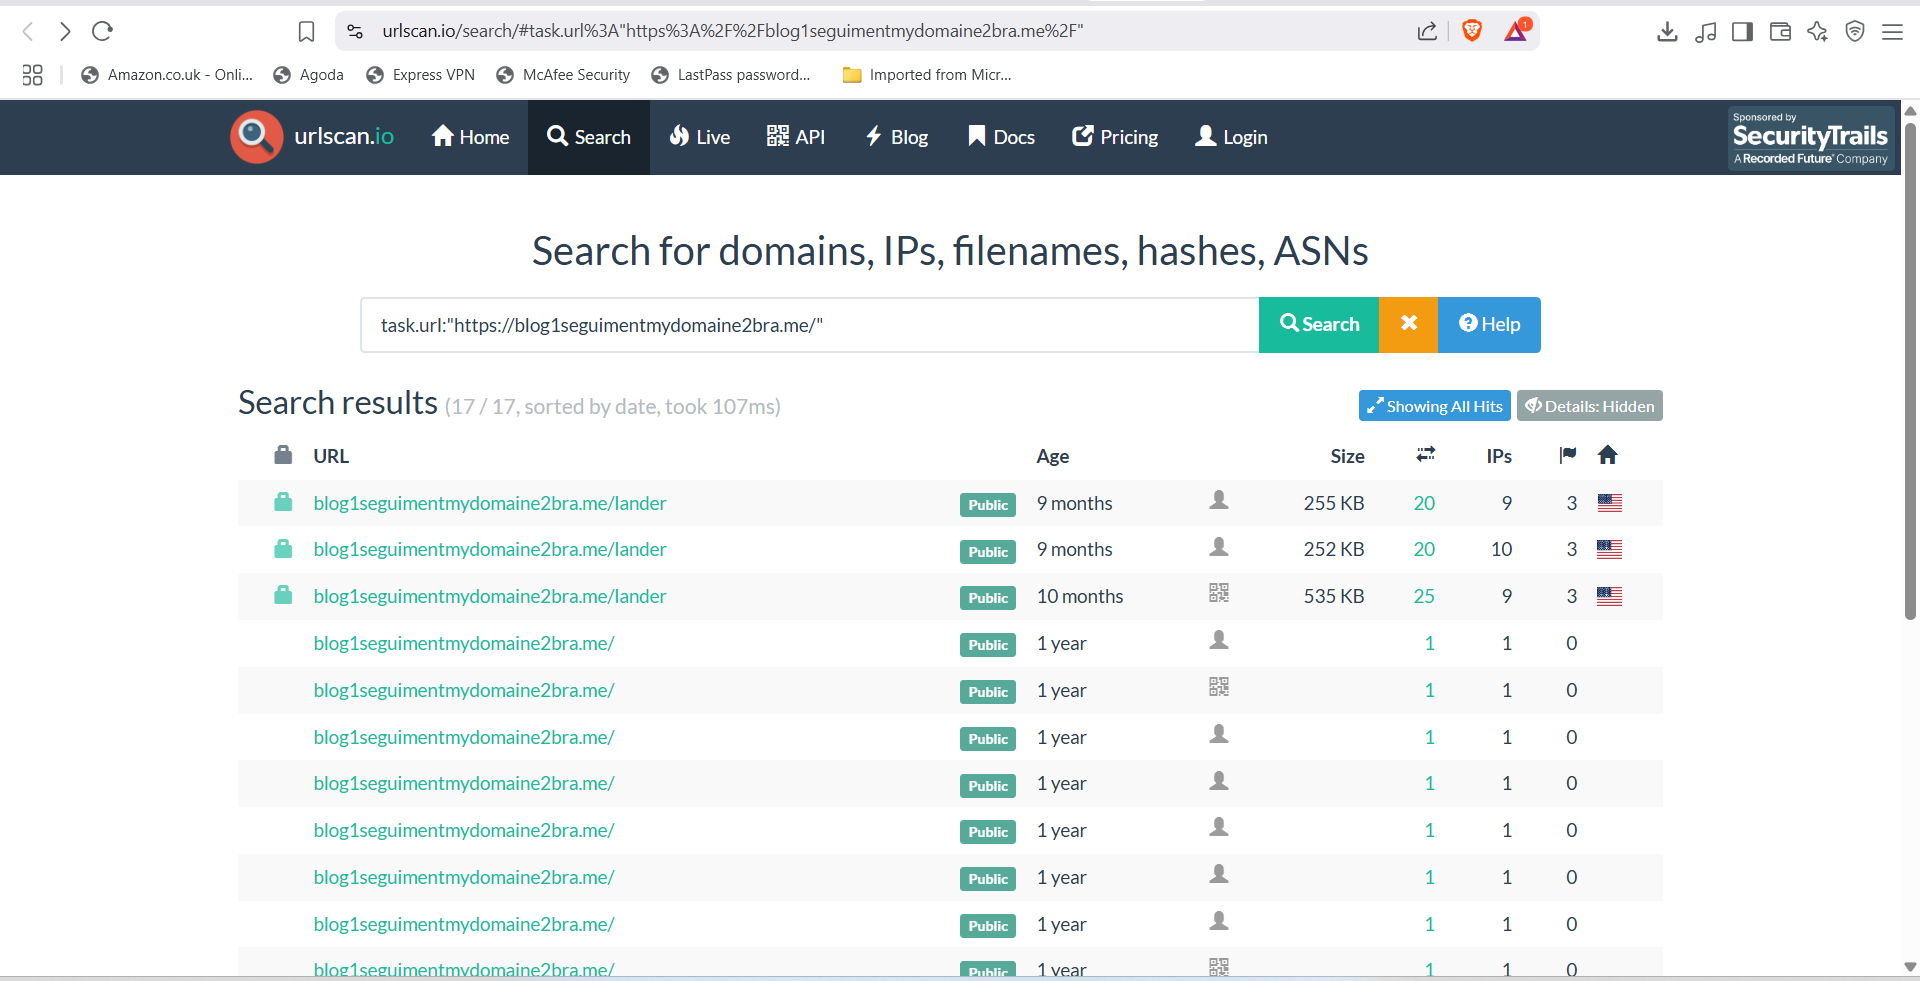 urlscan.io/search/#task.url%3A"https%3A%2F%2Fblog1seguimentmydomaine2bra.me%2F"
1
Amazon.co.uk - Onli...
Agoda
Express VPN
McAfee Security
LastPass password...
Imported from Micr...
urlscan.io
Home
Search
Live
API
Blog
Docs
Pricing
Login
Sponsored by
SecurityTrails
A Recorded Future® Company
Search for domains, IPs, filenames, hashes, ASNs
task.url:"https://blog1seguimentmydomaine2bra.me/"
Search
Help
Search results (17 / 17, sorted by date, took 107ms)
Showing All Hits
Details: Hidden
URL Age Size IPs
blog1seguimentmydomaine2bra.me/lander Public 9 months 255 KB 20 9 3
blog1seguimentmydomaine2bra.me/lander Public 9 months 252 KB 20 10 3
blog1seguimentmydomaine2bra.me/lander Public 10 months 535 KB 25 9 3
blog1seguimentmydomaine2bra.me/ Public 1 year 1 1 0
blog1seguimentmydomaine2bra.me/ Public 1 year 1 1 0
blog1seguimentmydomaine2bra.me/ Public 1 year 1 1 0
blog1seguimentmydomaine2bra.me/ Public 1 year 1 1 0
blog1seguimentmydomaine2bra.me/ Public 1 year 1 1 0
blog1seguimentmydomaine2bra.me/ Public 1 year 1 1 0
blog1seguimentmydomaine2bra.me/ Public 1 year 1 1 0
blog1seguimentmydomaine2bra.me/ Public 1 year 1 1 0